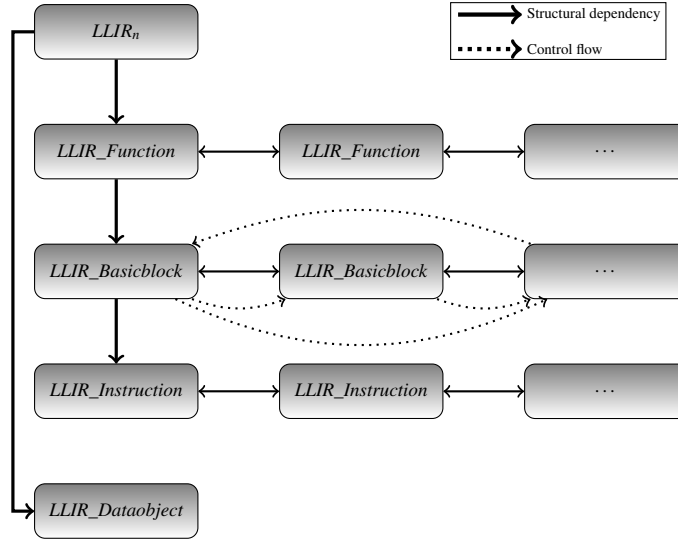 LLIRn
Structural dependency
Control flow
LLIR_Function
LLIR_Function
...
LLIR_Basicblock
LLIR_Basicblock
...
LLIR_Instruction
LLIR_Instruction
...
LLIR_Dataobject